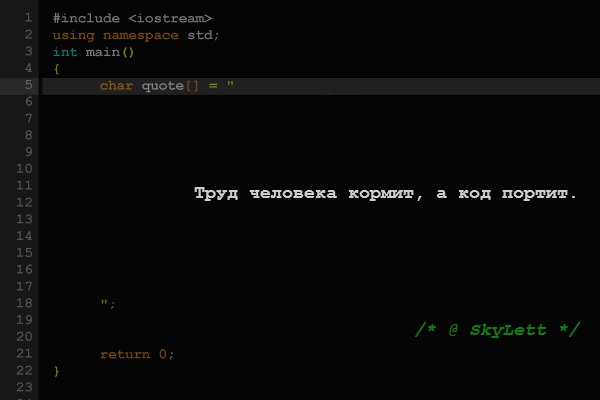 1 #include <iostream>
2 using namespace std;
3 int main()
4 {
5 char quote[] = "
6
7
8
9
10
11 Труд человека кормит, а код портит.
12
13
14
15
16
17
18 ";
19
/* @ SkyLett */
20
21 return 0;
22 }
23